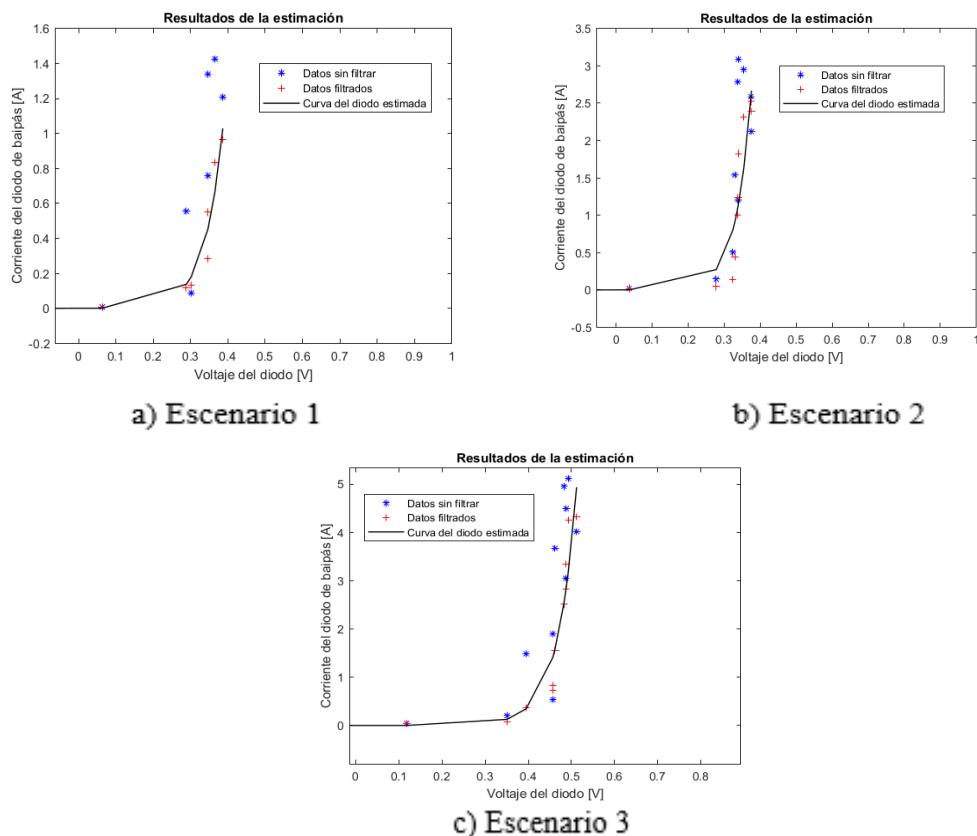 Resultados de la estimación
1.6
1.4
1.2
1
0.8
0.6
0.4
0.2
0
-0.2
Corriente del diodo de baipás [A]
Datos sin filtrar
Datos filtrados
Curva del diodo estimada
0 0.1 0.2 0.3 0.4 0.5 0.6 0.7 0.8 0.9 1
Voltaje del diodo [V]
a) Escenario 1
Resultados de la estimación
3.5
3
2.5
2
1.5
1
0.5
0
-0.5
Corriente del diodo de baipás [A]
Datos sin filtrar
Datos filtrados
Curva del diodo estimada
0 0.1 0.2 0.3 0.4 0.5 0.6 0.7 0.8 0.9 1
Voltaje del diodo [V]
b) Escenario 2
Resultados de la estimación
5
4
3
2
1
0
Corriente del diodo de baipás [A]
Datos sin filtrar
Datos filtrados
Curva del diodo estimada
0 0.1 0.2 0.3 0.4 0.5 0.6 0.7 0.8
Voltaje del diodo [V]
c) Escenario 3